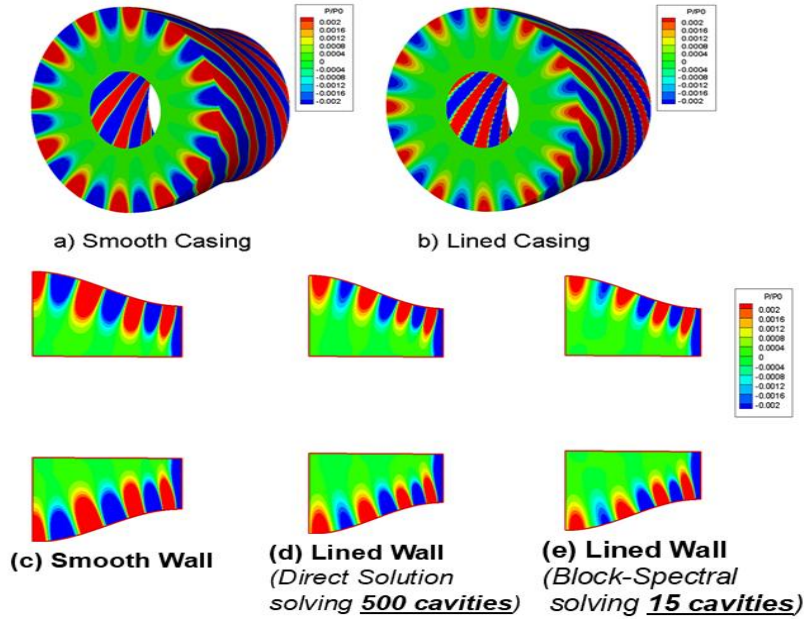 P/P0
0.002
0.0016
0.0012
0.0008
0.0004
0
-0.0004
-0.0008
-0.0012
-0.0016
-0.002
P/P0
0.002
0.0016
0.0012
0.0008
0.0004
0
-0.0004
-0.0008
-0.0012
-0.0016
-0.002
a) Smooth Casing
b) Lined Casing
P/P0
0.002
0.0016
0.0012
0.0008
0.0004
0
-0.0004
-0.0008
-0.0012
-0.0016
-0.002
(c) Smooth Wall
(d) Lined Wall
(Direct Solution
solving 500 cavities)
(e) Lined Wall
(Block-Spectral
solving 15 cavities)